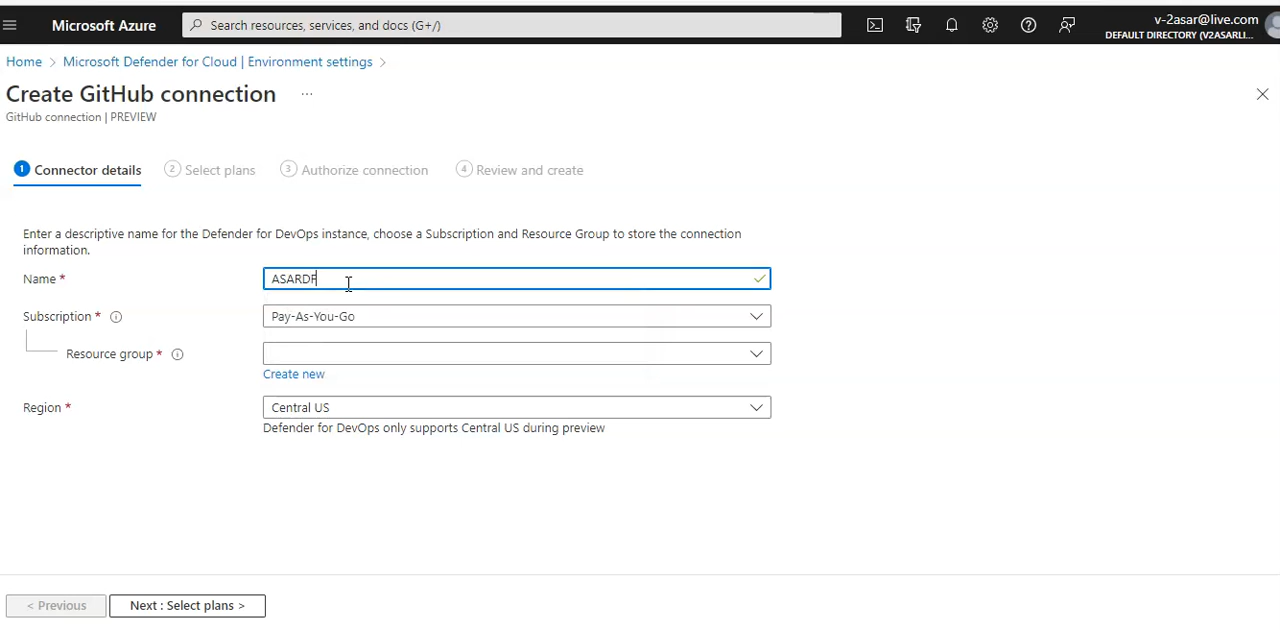 Microsoft Azure
Search resources, services, and docs (G+/)
v-2asar@live.com
DEFAULT DIRECTORY (V2ASARLI...
Home > Microsoft Defender for Cloud | Environment settings >
Create GitHub connection ...
GitHub connection | PREVIEW
1 Connector details 2 Select plans 3 Authorize connection 4 Review and create
Enter a descriptive name for the Defender for DevOps instance, choose a Subscription and Resource Group to store the connection
information.
Name * ASARDF
Subscription * Pay-As-You-Go
Resource group *
Create new
Region * Central US
Defender for DevOps only supports Central US during preview
< Previous Next : Select plans >